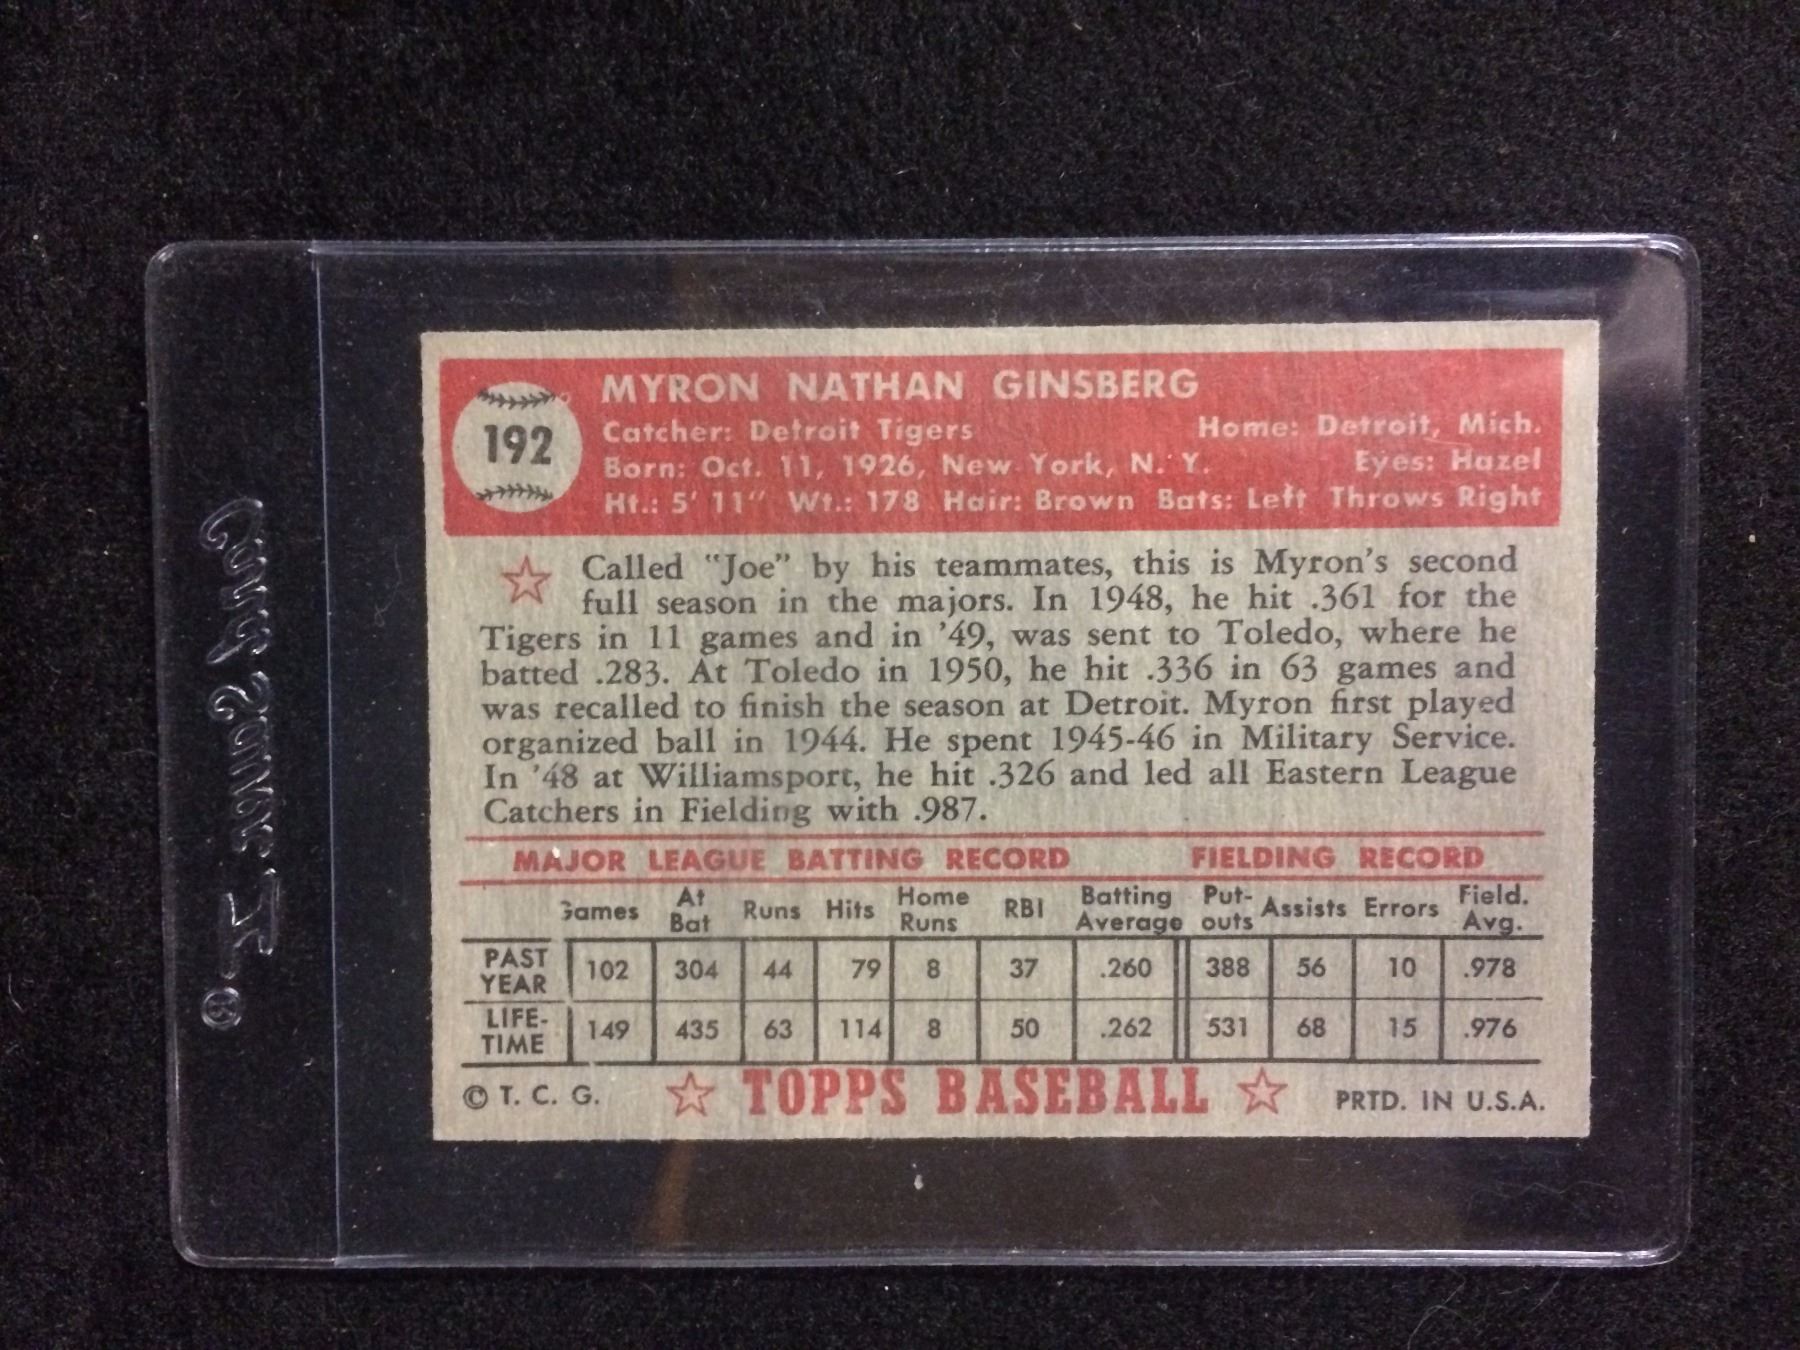 192
MYRON NATHAN GINSBERG
Catcher: Detroit Tigers Home: Detroit, Mich.
Born: Oct. 11, 1926, New York, N. Y. Eyes: Hazel
Ht.: 5' 11" Wt.: 178 Hair: Brown Bats: Left Throws Right
Called "Joe" by his teammates, this is Myron's second
full season in the majors. In 1948, he hit .361 for the
Tigers in 11 games and in '49, was sent to Toledo, where he
batted .283. At Toledo in 1950, he hit .336 in 63 games and
was recalled to finish the season at Detroit. Myron first played
organized ball in 1944. He spent 1945-46 in Military Service.
In '48 at Williamsport, he hit .326 and led all Eastern League
Catchers in Fielding with .987.
MAJOR LEAGUE BATTING RECORD FIELDING RECORD
Games At Bat Runs Hits Home Runs RBI Batting Average Put-outs Assists Errors Field. Avg.
PAST YEAR 102 304 44 79 8 37 .260 388 56 10 .978
LIFE-TIME 149 435 63 114 8 50 .262 531 68 15 .976
© T. C. G. TOPPS BASEBALL PRTD. IN U.S.A.
Card Saver I ®